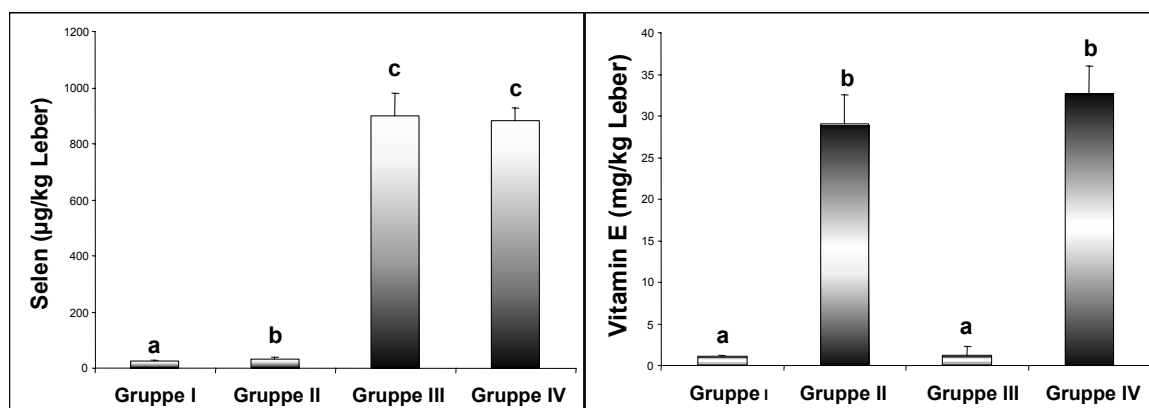 Selen (µg/kg Leber)
1200
1000
800
600
400
200
0
a
b
c
c
Gruppe I
Gruppe II
Gruppe III
Gruppe IV
Vitamin E (mg/kg Leber)
40
35
30
25
20
15
10
5
0
a
b
a
b
Gruppe I
Gruppe II
Gruppe III
Gruppe IV